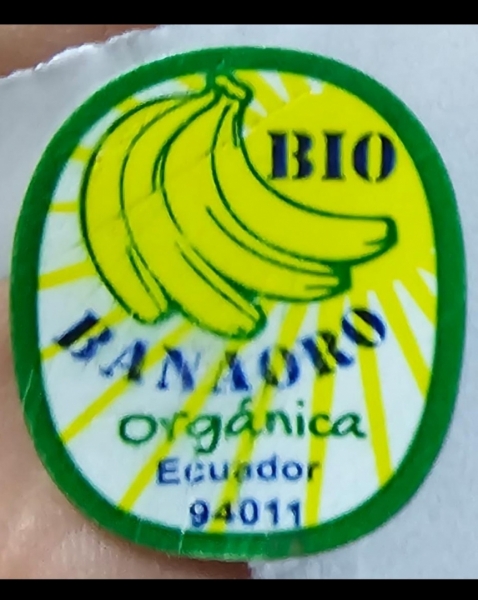 BIO
BANAORO
orgánica
Ecuador
94011